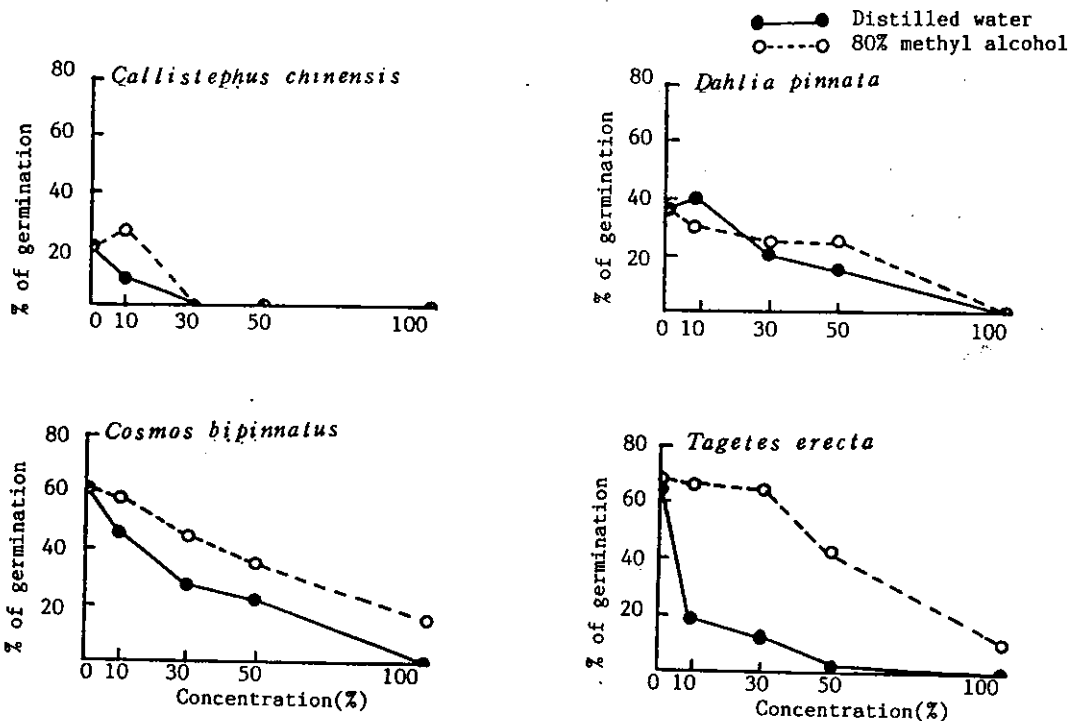 Distilled water
80% methyl alcohol
Callistephus chinensis
% of germination
80
60
40
20
0 10 30 50 100
Dahlia pinnata
% of germination
80
60
40
20
0 10 30 50 100
Cosmos bipinnatus
% of germination
80
60
40
20
0 10 30 50 100
Concentration(%)
Tagetes erecta
% of germination
80
60
40
20
0 10 30 50 100
Concentration(%)